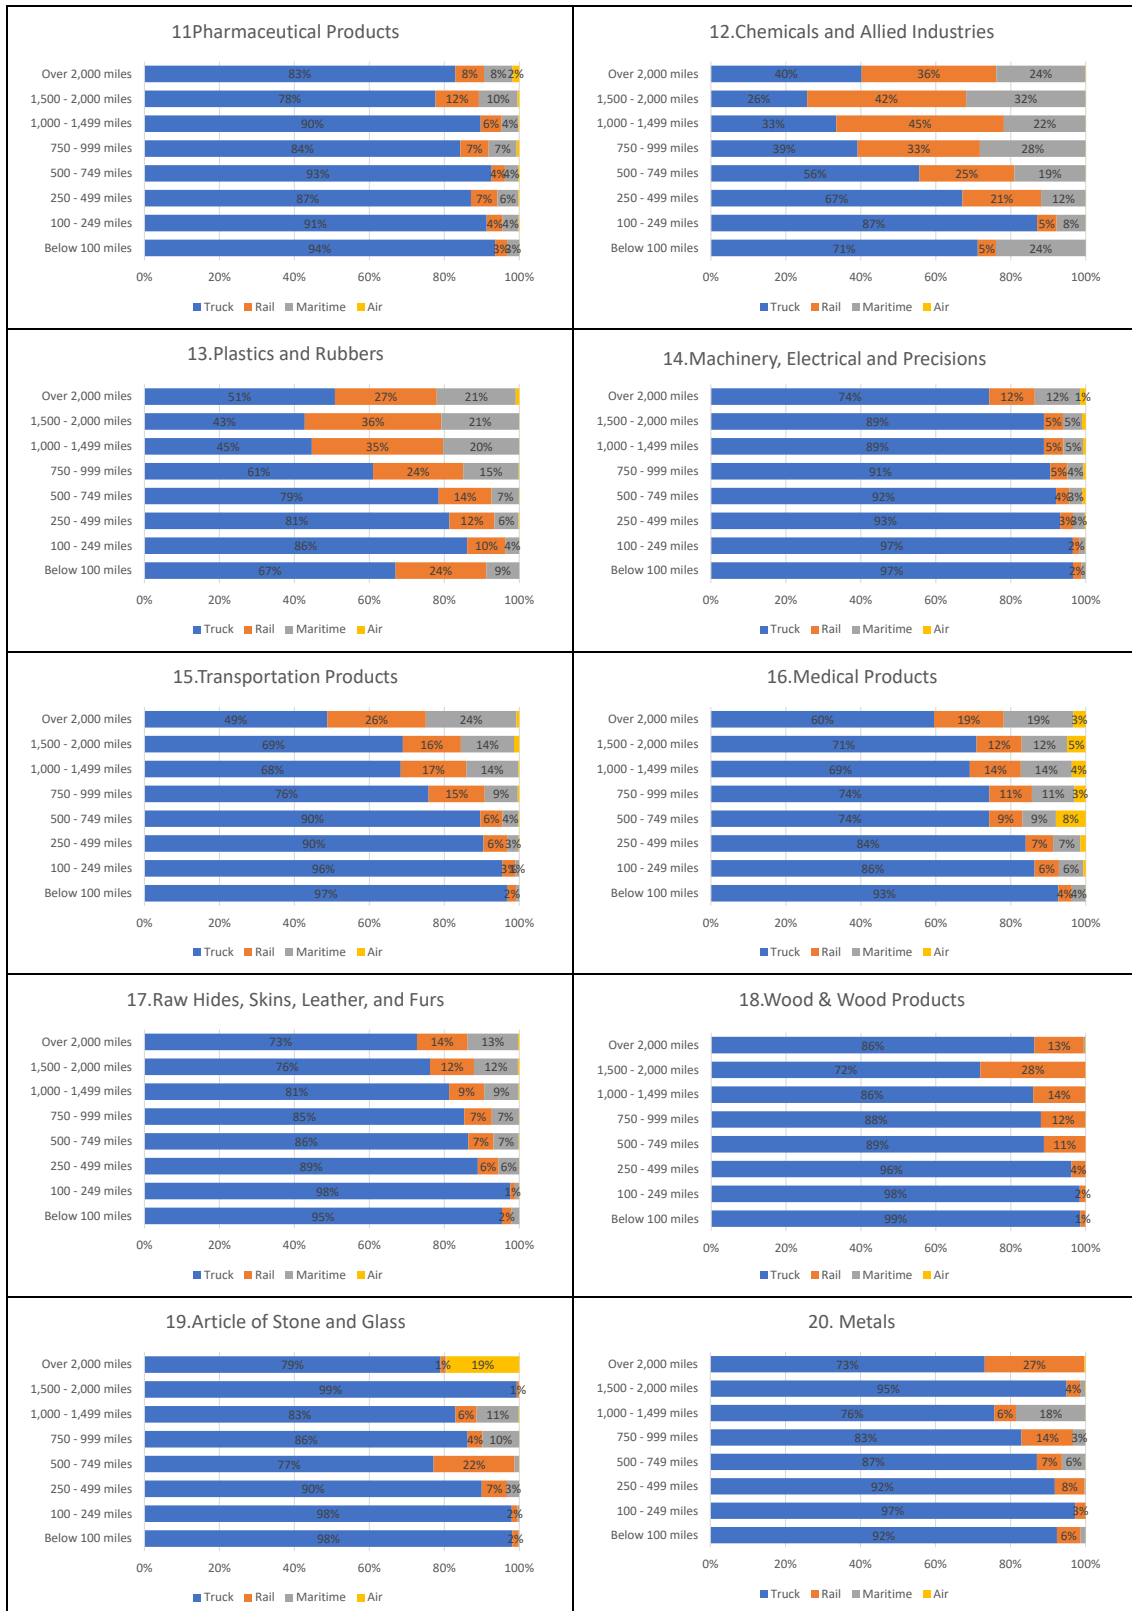 11Pharmaceutical Products
Over 2,000 miles 83% 8% 8% 2%
1,500 - 2,000 miles 78% 12% 10%
1,000 - 1,499 miles 90% 6% 4%
750 - 999 miles 84% 7% 7%
500 - 749 miles 93% 4% 4%
250 - 499 miles 87% 7% 6%
100 - 249 miles 91% 4% 4%
Below 100 miles 94% 3% 3%
0% 20% 40% 60% 80% 100%
Truck Rail Maritime Air
12.Chemicals and Allied Industries
Over 2,000 miles 40% 36% 24%
1,500 - 2,000 miles 26% 42% 32%
1,000 - 1,499 miles 33% 45% 22%
750 - 999 miles 39% 33% 28%
500 - 749 miles 56% 25% 19%
250 - 499 miles 67% 21% 12%
100 - 249 miles 87% 5% 8%
Below 100 miles 71% 5% 24%
0% 20% 40% 60% 80% 100%
Truck Rail Maritime Air
13.Plastics and Rubbers
Over 2,000 miles 51% 27% 21%
1,500 - 2,000 miles 43% 36% 21%
1,000 - 1,499 miles 45% 35% 20%
750 - 999 miles 61% 24% 15%
500 - 749 miles 79% 14% 7%
250 - 499 miles 81% 12% 6%
100 - 249 miles 86% 10% 4%
Below 100 miles 67% 24% 9%
0% 20% 40% 60% 80% 100%
Truck Rail Maritime Air
14.Machinery, Electrical and Precisions
Over 2,000 miles 74% 12% 12% 1%
1,500 - 2,000 miles 89% 5% 5%
1,000 - 1,499 miles 89% 5% 5%
750 - 999 miles 91% 5% 4%
500 - 749 miles 92% 4% 3%
250 - 499 miles 93% 3% 3%
100 - 249 miles 97% 2%
Below 100 miles 97% 2%
0% 20% 40% 60% 80% 100%
Truck Rail Maritime Air
15.Transportation Products
Over 2,000 miles 49% 26% 24%
1,500 - 2,000 miles 69% 16% 14%
1,000 - 1,499 miles 68% 17% 14%
750 - 999 miles 76% 15% 9%
500 - 749 miles 90% 6% 4%
250 - 499 miles 90% 6% 3%
100 - 249 miles 96% 3% 1%
Below 100 miles 97% 2%
0% 20% 40% 60% 80% 100%
Truck Rail Maritime Air
16.Medical Products
Over 2,000 miles 60% 19% 19% 3%
1,500 - 2,000 miles 71% 12% 12% 5%
1,000 - 1,499 miles 69% 14% 14% 4%
750 - 999 miles 74% 11% 11% 3%
500 - 749 miles 74% 9% 9% 8%
250 - 499 miles 84% 7% 7%
100 - 249 miles 86% 6% 6%
Below 100 miles 93% 4% 4%
0% 20% 40% 60% 80% 100%
Truck Rail Maritime Air
17.Raw Hides, Skins, Leather, and Furs
Over 2,000 miles 73% 14% 13%
1,500 - 2,000 miles 76% 12% 12%
1,000 - 1,499 miles 81% 9% 9%
750 - 999 miles 85% 7% 7%
500 - 749 miles 86% 7% 7%
250 - 499 miles 89% 6% 6%
100 - 249 miles 98% 1%
Below 100 miles 95% 2%
0% 20% 40% 60% 80% 100%
Truck Rail Maritime Air
18.Wood & Wood Products
Over 2,000 miles 86% 13%
1,500 - 2,000 miles 72% 28%
1,000 - 1,499 miles 86% 14%
750 - 999 miles 88% 12%
500 - 749 miles 89% 11%
250 - 499 miles 96% 4%
100 - 249 miles 98% 2%
Below 100 miles 99% 1%
0% 20% 40% 60% 80% 100%
Truck Rail Maritime Air
19.Article of Stone and Glass
Over 2,000 miles 79% 1% 19%
1,500 - 2,000 miles 99% 1%
1,000 - 1,499 miles 83% 6% 11%
750 - 999 miles 86% 4% 10%
500 - 749 miles 77% 22%
250 - 499 miles 90% 7% 3%
100 - 249 miles 98% 2%
Below 100 miles 98% 2%
0% 20% 40% 60% 80% 100%
Truck Rail Maritime Air
20. Metals
Over 2,000 miles 73% 27%
1,500 - 2,000 miles 95% 4%
1,000 - 1,499 miles 76% 6% 18%
750 - 999 miles 83% 14% 3%
500 - 749 miles 87% 7% 6%
250 - 499 miles 92% 8%
100 - 249 miles 97% 3%
Below 100 miles 92% 6%
0% 20% 40% 60% 80% 100%
Truck Rail Maritime Air